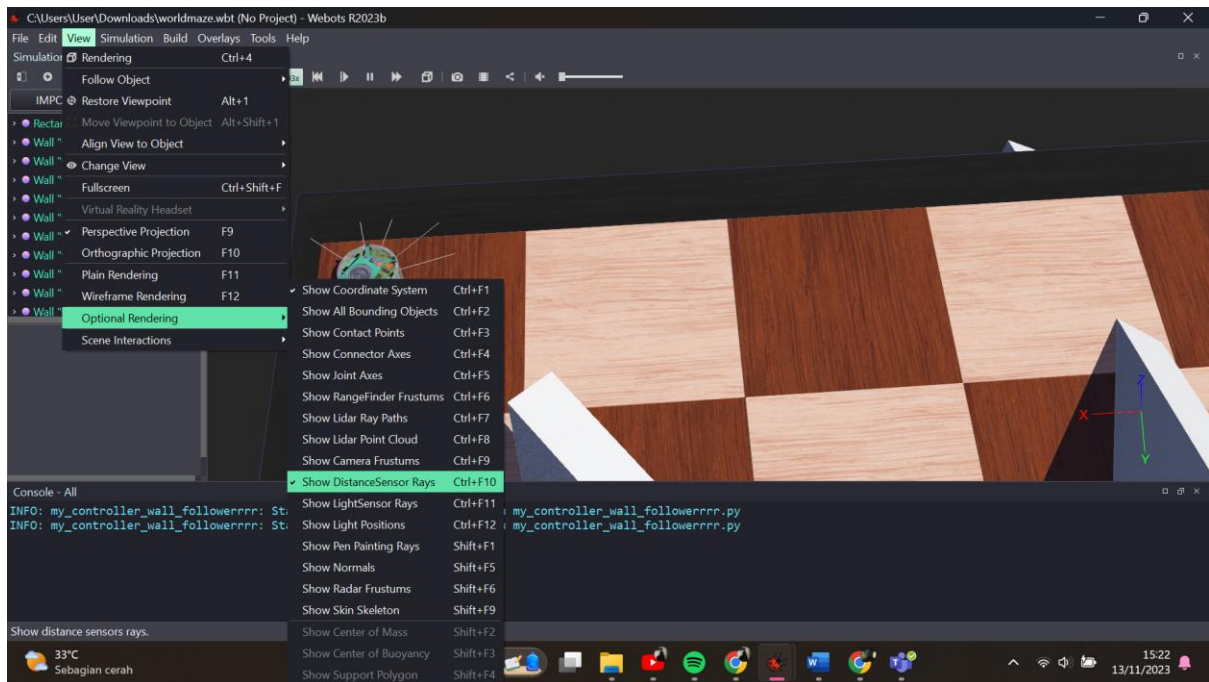 C:\Users\User\Downloads\worldmaze.wbt (No Project) - Webots R2023b
File Edit View Simulation Build Overlays Tools Help
Simulation
IMPO
Rectan
Wall "
Wall "
Wall "
Wall "
Wall "
Wall "
Wall "
Wall "
Wall "
Wall "
Rendering Ctrl+4
Follow Object
Restore Viewpoint Alt+1
Move Viewpoint to Object Alt+Shift+1
Align View to Object
Change View
Fullscreen Ctrl+Shift+F
Virtual Reality Headset
Perspective Projection F9
Orthographic Projection F10
Plain Rendering F11
Wireframe Rendering F12
Optional Rendering
Scene Interactions
Show Coordinate System Ctrl+F1
Show All Bounding Objects Ctrl+F2
Show Contact Points Ctrl+F3
Show Connector Axes Ctrl+F4
Show Joint Axes Ctrl+F5
Show RangeFinder Frustums Ctrl+F6
Show Lidar Ray Paths Ctrl+F7
Show Lidar Point Cloud Ctrl+F8
Show Camera Frustums Ctrl+F9
Show DistanceSensor Rays Ctrl+F10
Show LightSensor Rays Ctrl+F11
Show Light Positions Ctrl+F12
Show Pen Painting Rays Shift+F1
Show Normals Shift+F5
Show Radar Frustums Shift+F6
Show Skin Skeleton Shift+F9
Show Center of Mass Shift+F2
Show Center of Buoyancy Shift+F3
Show Support Polygon Shift+F4
X
Z
Y
Console - All
INFO: my_controller_wall_followerrrr: Sta my_controller_wall_followerrrr.py
INFO: my_controller_wall_followerrrr: Sta my_controller_wall_followerrrr.py
Show distance sensors rays.
33°C
Sebagian cerah
15:22
13/11/2023